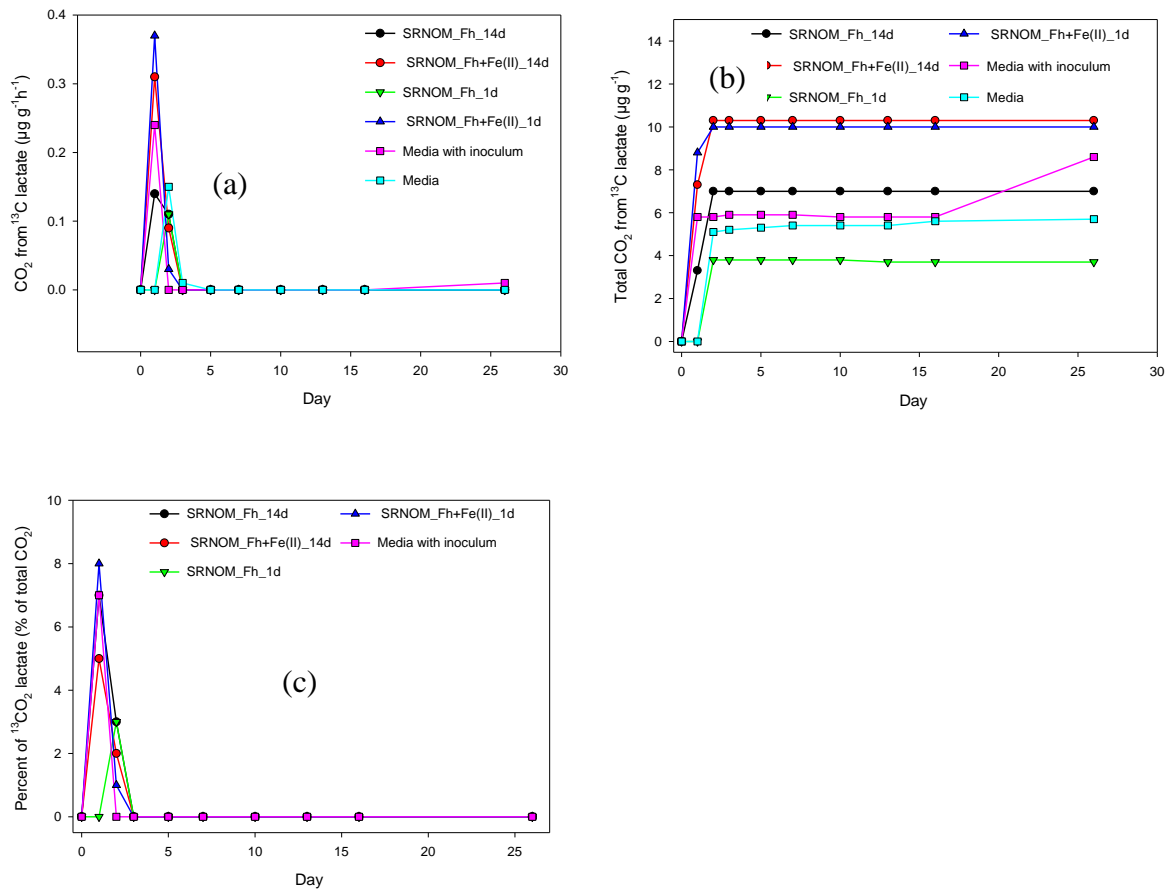 CO2 from 13C lactate (µg g-1h-1)
0.4
0.3
0.2
0.1
0.0
SRNOM_Fh_14d
SRNOM_Fh+Fe(II)_14d
SRNOM_Fh_1d
SRNOM_Fh+Fe(II)_1d
Media with inoculum
Media
(a)
0 5 10 15 20 25 30
Day
Total CO2 from 13C lactate (µg g-1)
14
12
10
8
6
4
2
0
(b)
SRNOM_Fh_14d SRNOM_Fh+Fe(II)_1d
SRNOM_Fh+Fe(II)_14d Media with inoculum
SRNOM_Fh_1d Media
0 5 10 15 20 25 30
Day
Percent of 13CO2 lactate (% of total CO2)
10
8
6
4
2
0
SRNOM_Fh_14d SRNOM_Fh+Fe(II)_1d
SRNOM_Fh+Fe(II)_14d Media with inoculum
SRNOM_Fh_1d
(c)
0 5 10 15 20 25
Day